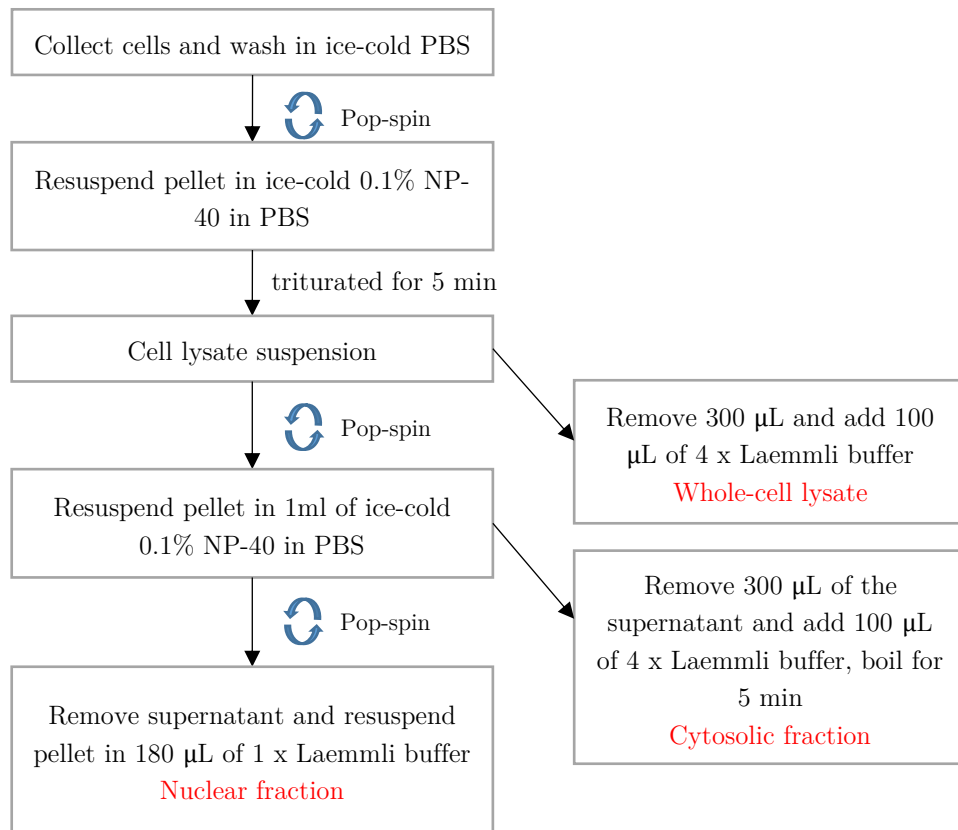 Collect cells and wash in ice-cold PBS
Pop-spin
Resuspend pellet in ice-cold 0.1% NP-
40 in PBS
triturated for 5 min
Cell lysate suspension
Pop-spin
Remove 300 μL and add 100
μL of 4 x Laemmli buffer
Whole-cell lysate
Resuspend pellet in 1ml of ice-cold
0.1% NP-40 in PBS
Remove 300 μL of the
supernatant and add 100 μL
of 4 x Laemmli buffer, boil for
5 min
Cytosolic fraction
Pop-spin
Remove supernatant and resuspend
pellet in 180 μL of 1 x Laemmli buffer
Nuclear fraction